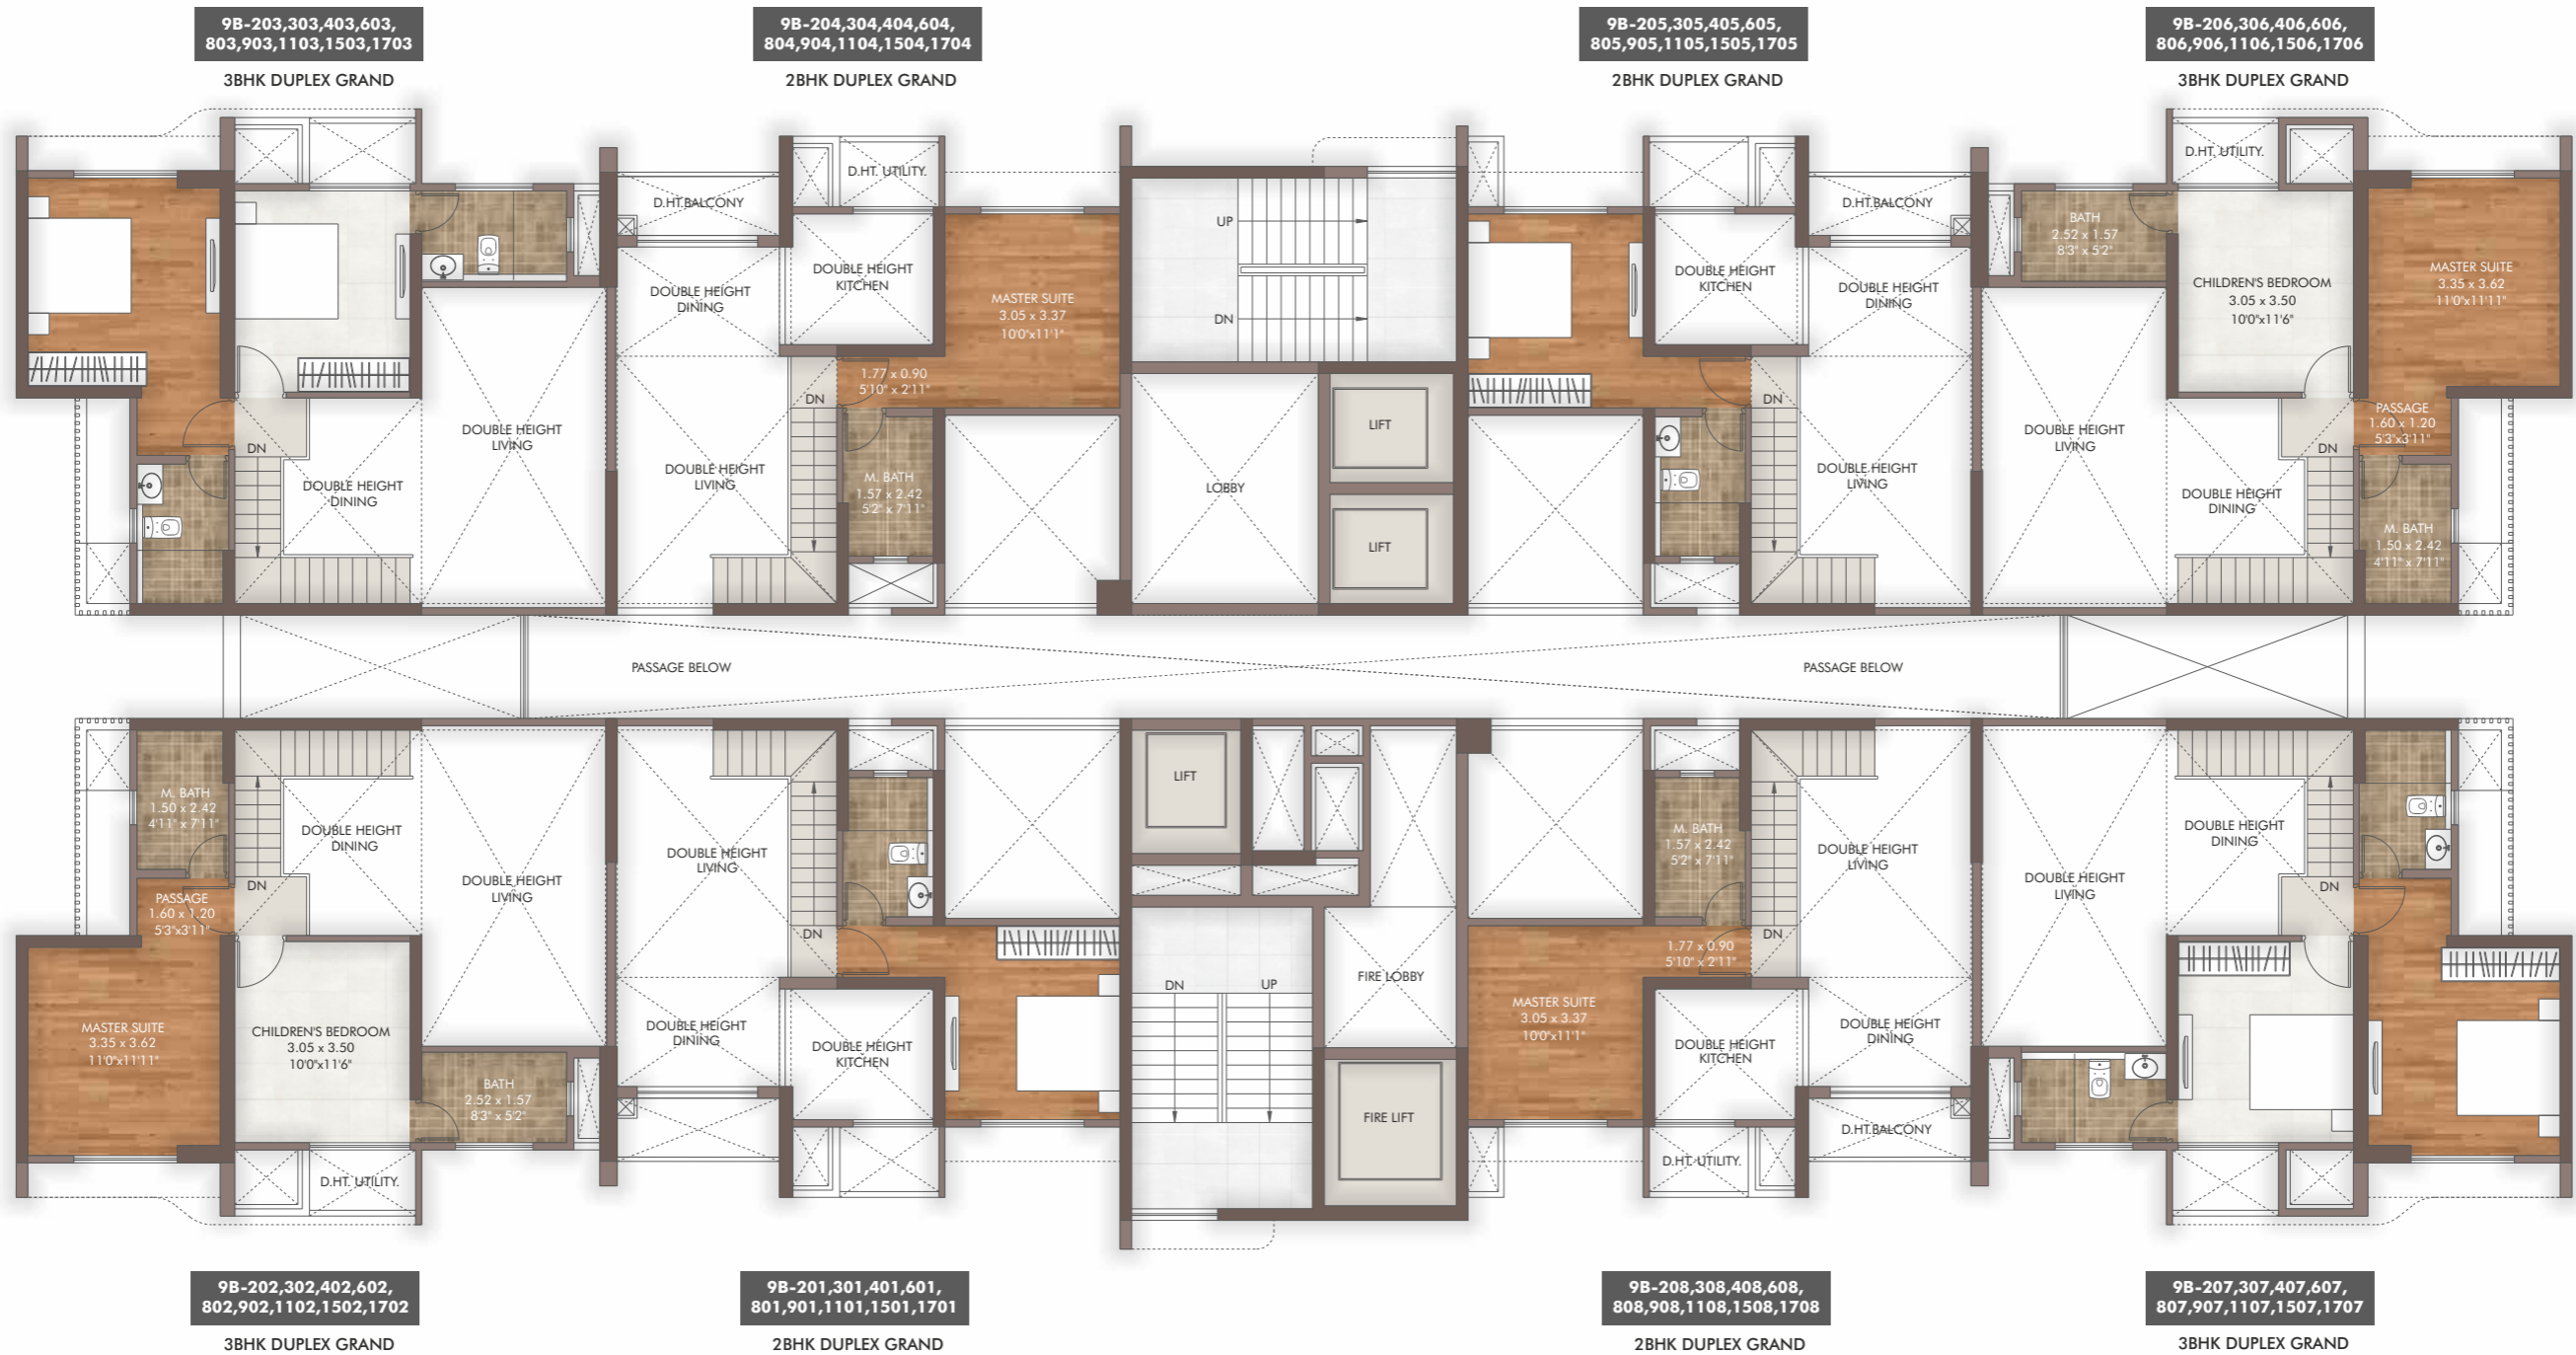 9B-203,303,403,603,
803,903,1103,1503,1703
3BHK DUPLEX GRAND
9B-204,304,404,604,
804,904,1104,1504,1704
2BHK DUPLEX GRAND
9B-205,305,405,605,
805,905,1105,1505,1705
2BHK DUPLEX GRAND
9B-206,306,406,606,
806,906,1106,1506,1706
3BHK DUPLEX GRAND
DOUBLE HEIGHT
LIVING
DN
DOUBLE HEIGHT
DINING
D.HT.BALCONY
D.HT. UTILITY.
DOUBLE HEIGHT
DINING
DOUBLE HEIGHT
KITCHEN
MASTER SUITE
3.05 x 3.37
10'0"x11'1"
1.77 x 0.90
5'10" x 2'11"
DN
DOUBLE HEIGHT
LIVING
M. BATH
1.57 x 2.42
5'2" x 7'11"
UP
DN
LOBBY
LIFT
LIFT
DOUBLE HEIGHT
KITCHEN
D.HT.BALCONY
DOUBLE HEIGHT
DINING
DN
DOUBLE HEIGHT
LIVING
D.HT. UTILITY.
BATH
2.52 x 1.57
8'3" x 5'2"
CHILDREN'S BEDROOM
3.05 x 3.50
10'0"x11'6"
MASTER SUITE
3.35 x 3.62
11'0"x11'11"
DOUBLE HEIGHT
LIVING
PASSAGE
1.60 x 1.20
5'3"x3'11"
DN
DOUBLE HEIGHT
DINING
M. BATH
1.50 x 2.42
4'11" x 7'11"
PASSAGE BELOW
PASSAGE BELOW
M. BATH
1.50 x 2.42
4'11" x 7'11"
DOUBLE HEIGHT
DINING
DN
PASSAGE
1.60 x 1.20
5'3"x3'11"
DOUBLE HEIGHT
LIVING
MASTER SUITE
3.35 x 3.62
11'0"x11'11"
CHILDREN'S BEDROOM
3.05 x 3.50
10'0"x11'6"
BATH
2.52 x 1.57
8'3" x 5'2"
D.HT. UTILITY.
DOUBLE HEIGHT
LIVING
DN
DOUBLE HEIGHT
DINING
DOUBLE HEIGHT
KITCHEN
LIFT
DN
UP
FIRE LOBBY
FIRE LIFT
M. BATH
1.57 x 2.42
5'2" x 7'11"
DOUBLE HEIGHT
LIVING
DN
1.77 x 0.90
5'10" x 2'11"
MASTER SUITE
3.05 x 3.37
10'0"x11'1"
DOUBLE HEIGHT
KITCHEN
DOUBLE HEIGHT
DINING
D.HT.BALCONY
D.HT. UTILITY.
DOUBLE HEIGHT
DINING
DOUBLE HEIGHT
LIVING
DN
9B-202,302,402,602,
802,902,1102,1502,1702
3BHK DUPLEX GRAND
9B-201,301,401,601,
801,901,1101,1501,1701
2BHK DUPLEX GRAND
9B-208,308,408,608,
808,908,1108,1508,1708
2BHK DUPLEX GRAND
9B-207,307,407,607,
807,907,1107,1507,1707
3BHK DUPLEX GRAND